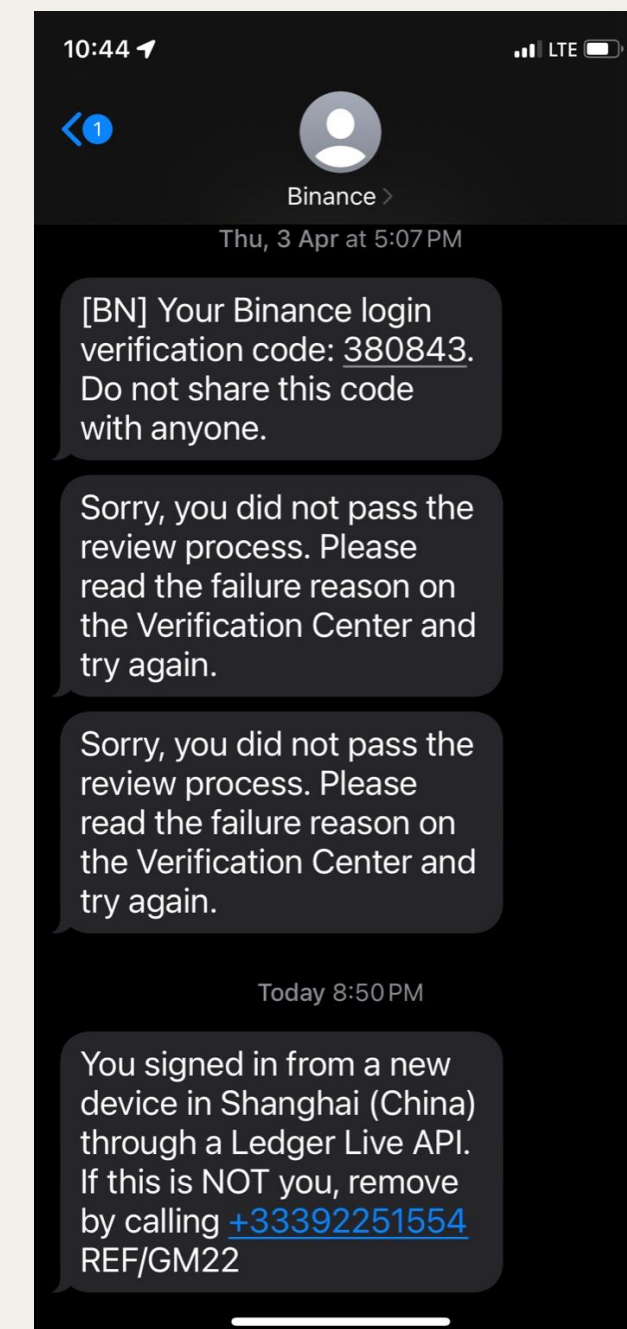 10:44
LTE
1
Binance
Thu, 3 Apr at 5:07 PM
[BN] Your Binance login
verification code: 380843.
Do not share this code
with anyone.
Sorry, you did not pass the
review process. Please
read the failure reason on
the Verification Center and
try again.
Sorry, you did not pass the
review process. Please
read the failure reason on
the Verification Center and
try again.
Today 8:50 PM
You signed in from a new
device in Shanghai (China)
through a Ledger Live API.
If this is NOT you, remove
by calling +33392251554
REF/GM22